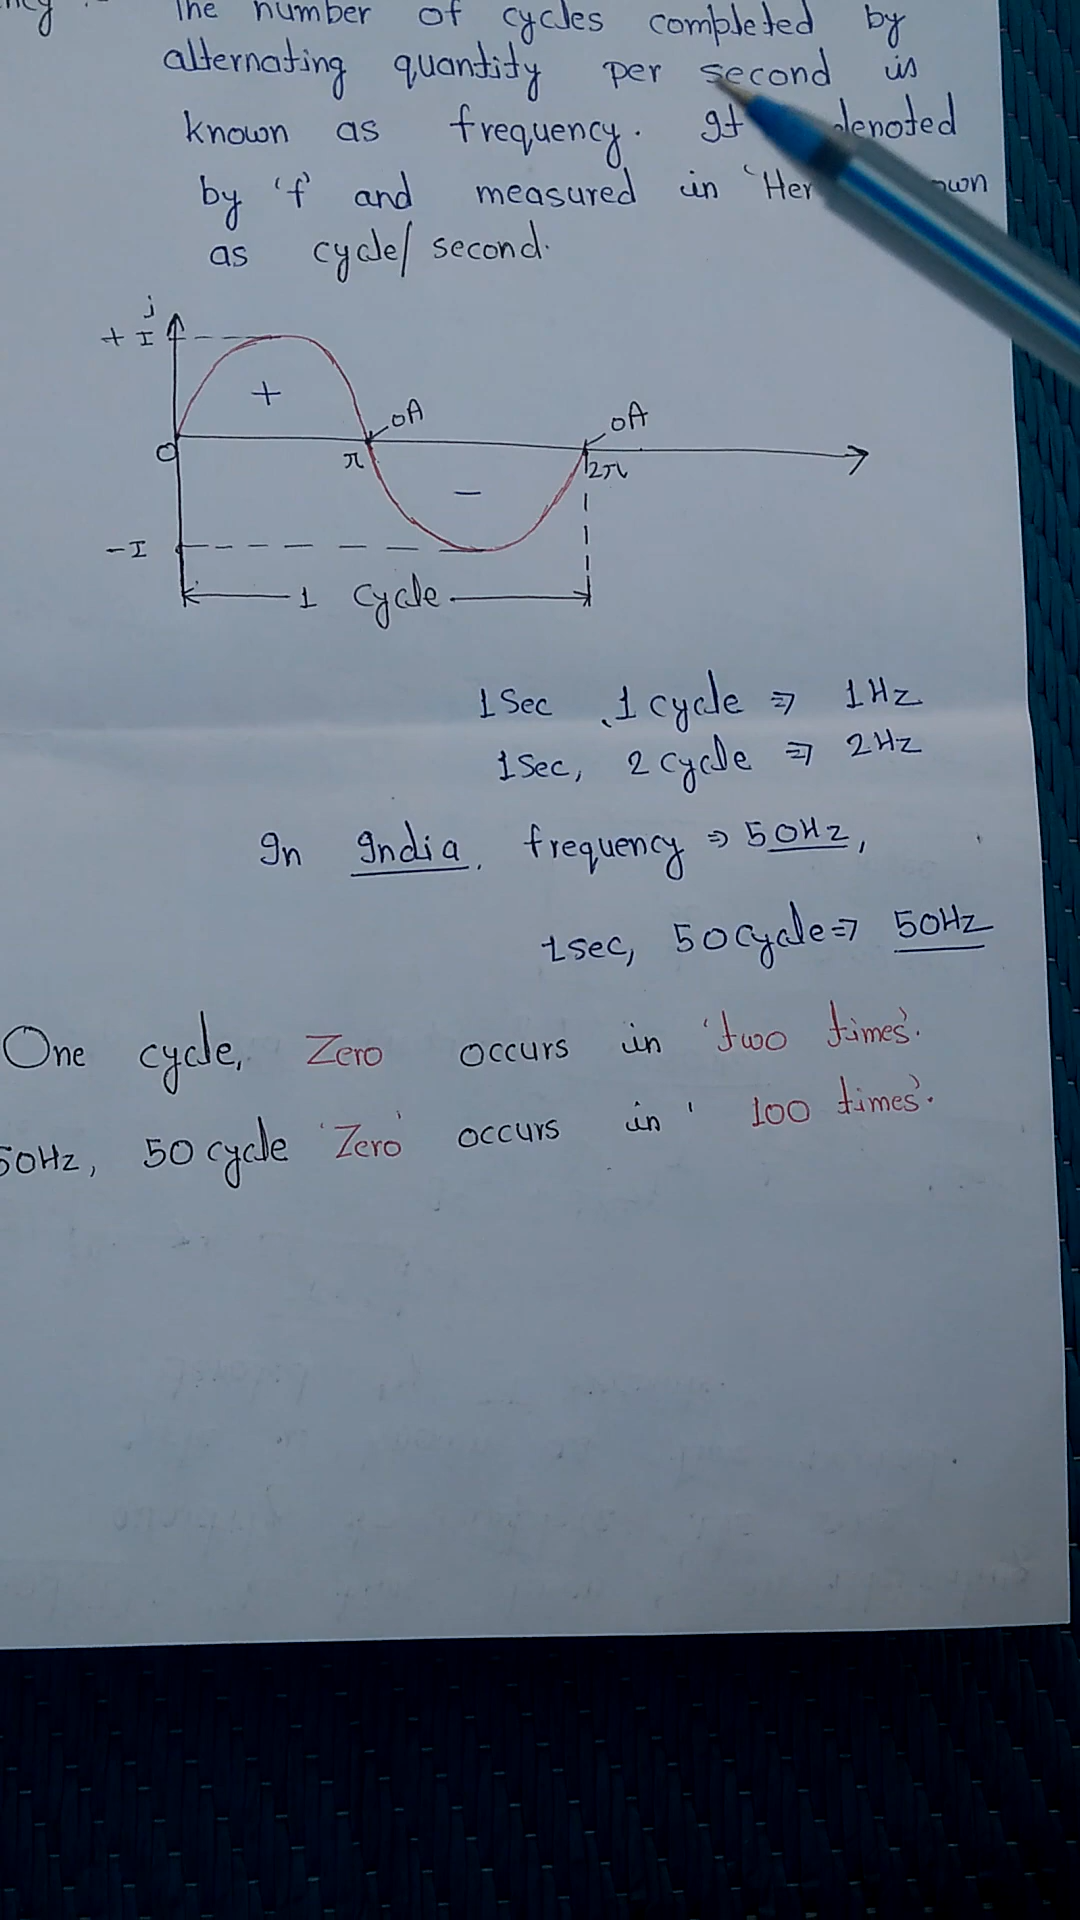 The number of cycles completed by
alternating quantity per second is
known as frequency. It denoted
by 'f' and measured in 'Her
as cycle/second.
i
+I
+
0A
0A
O
π
2π
−
-I
1 Cycle
1 Sec, 1 cycle ⇒ 1Hz
1 Sec, 2 cycle ⇒ 2Hz
In India, frequency ⇒ 50Hz,
1sec, 50 Cycle ⇒ 50Hz
One cycle, Zero occurs in 'two times'.
50Hz, 50 cycle 'Zero' occurs in ' 100 times'.